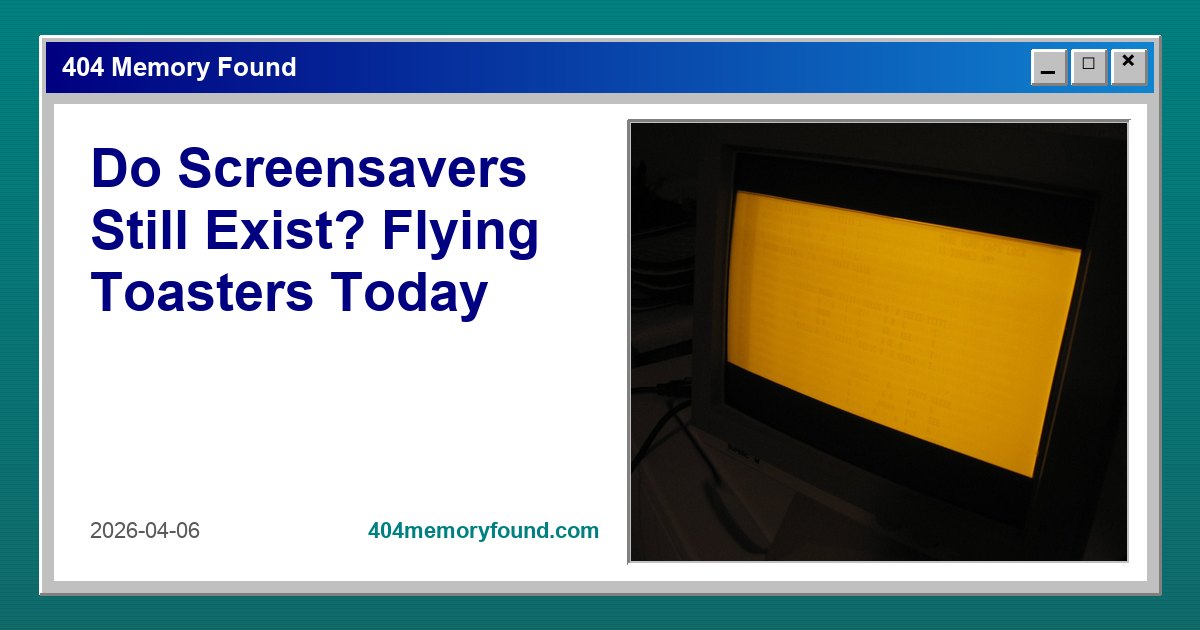 404 Memory Found
Do Screensavers
Still Exist? Flying
Toasters Today
2026-04-06
404memoryfound.com